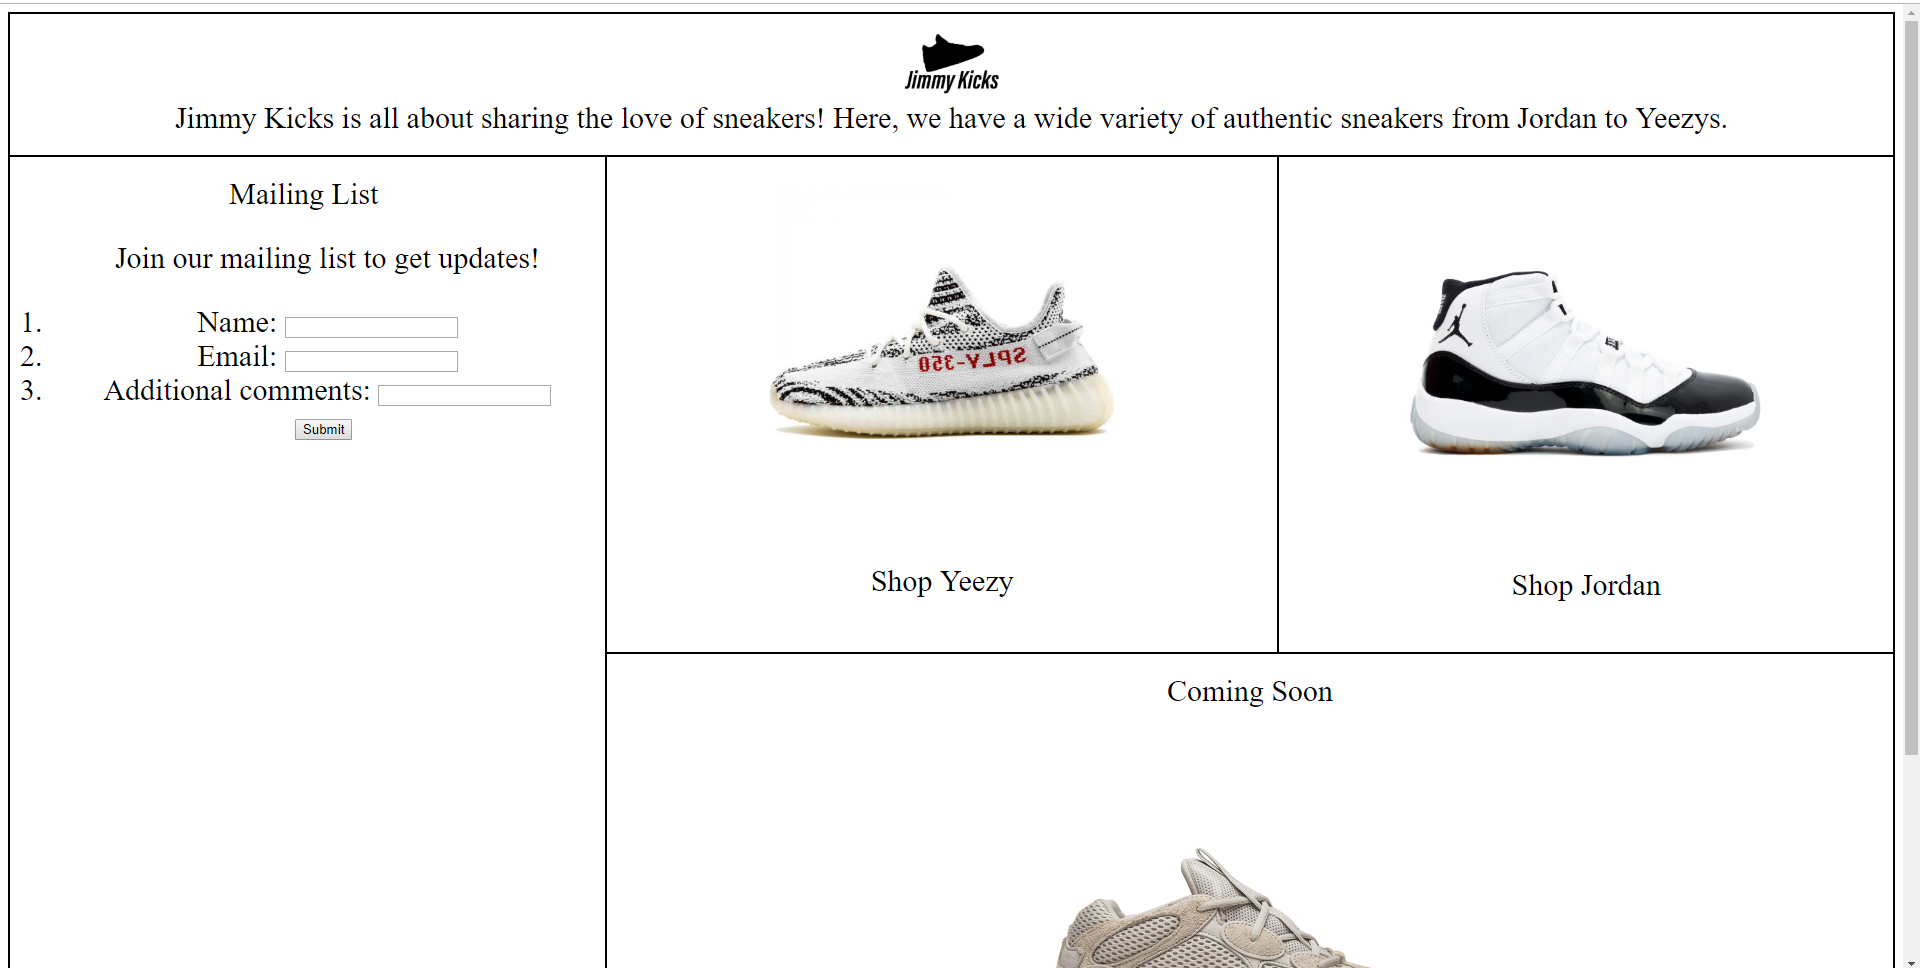 Jimmy Kicks
Jimmy Kicks is all about sharing the love of sneakers! Here, we have a wide variety of authentic sneakers from Jordan to Yeezys.
Mailing List
Join our mailing list to get updates!
1. Name:
2. Email:
3. Additional comments:
Submit
SPLY-350
Shop Yeezy
Shop Jordan
Coming Soon